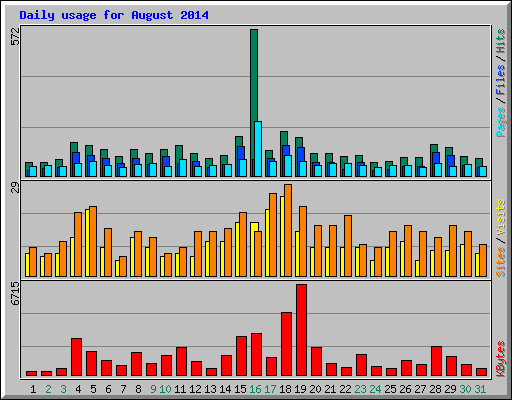 Daily usage for August 2014
572
Pages / Files / Hits
29
Sites / Visits
6715
KBytes
1 2 3 4 5 6 7 8 9 10 11 12 13 14 15 16 17 18 19 20 21 22 23 24 25 26 27 28 29 30 31